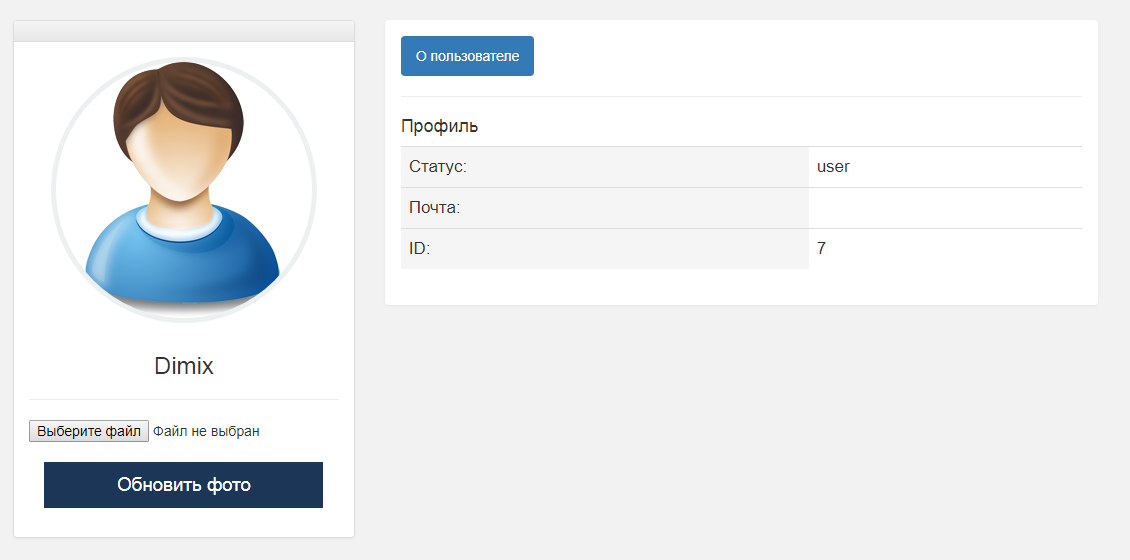 Dimix
Выберите файл Файл не выбран
Обновить фото
О пользователе
Профиль
Статус: user
Почта:
ID: 7